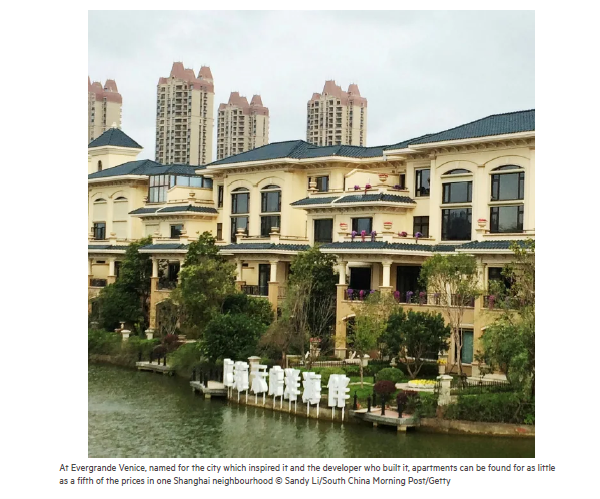 At Evergrande Venice, named for the city which inspired it and the developer who built it, apartments can be found for as little
as a fifth of the prices in one Shanghai neighbourhood © Sandy Li/South China Morning Post/Getty